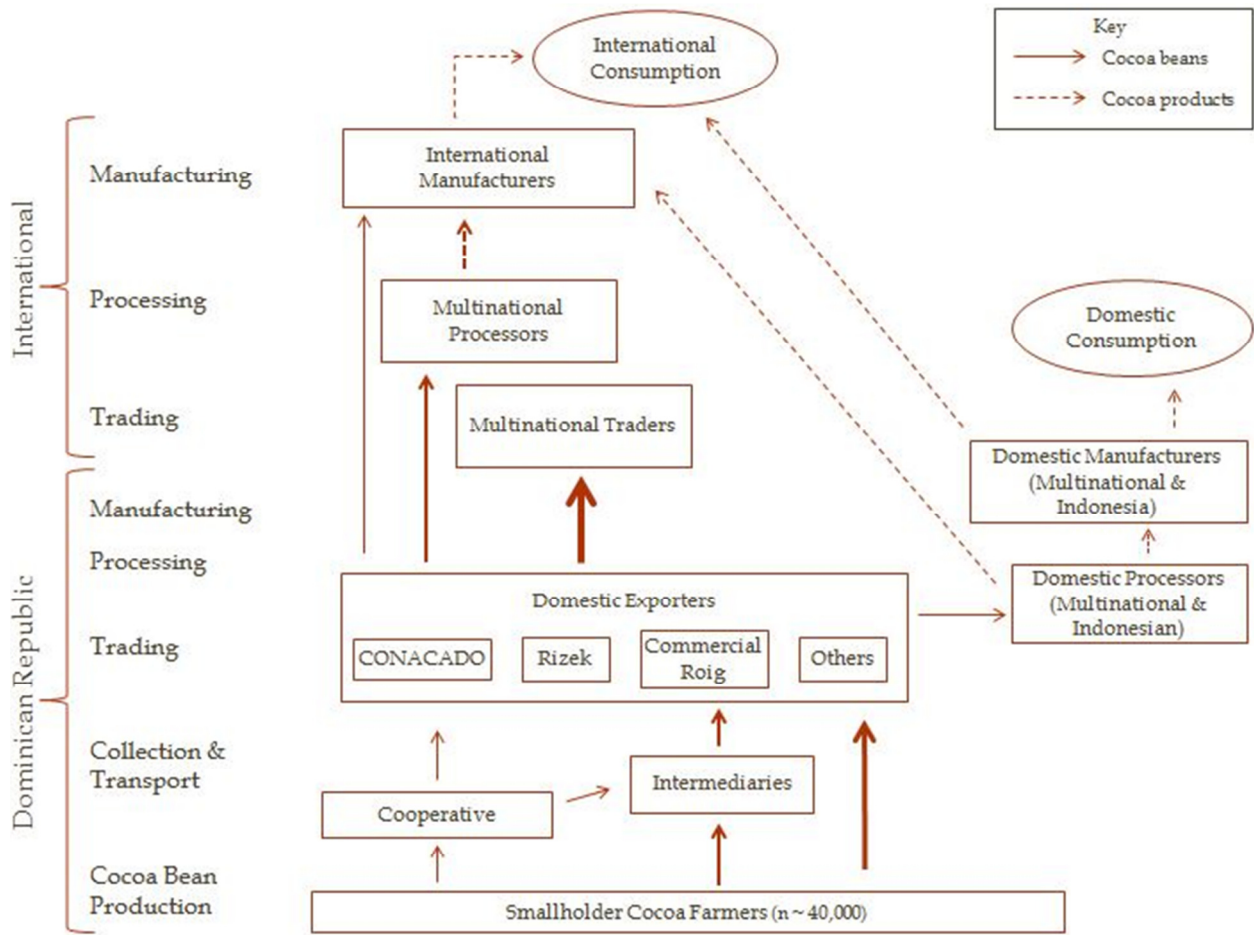 International
Consumption
Key
Cocoa beans
Cocoa products
International
Manufacturing
International
Manufacturers
Processing
Multinational
Processors
Domestic
Consumption
Trading
Multinational Traders
Domestic Manufacturers
(Multinational &
Indonesia)
Dominican Republic
Manufacturing
Processing
Domestic Processors
(Multinational &
Indonesian)
Domestic Exporters
Trading
CONACADO
Rizek
Commercial
Roig
Others
Collection &
Transport
Intermediaries
Cooperative
Cocoa Bean
Production
Smallholder Cocoa Farmers (n ~ 40,000)